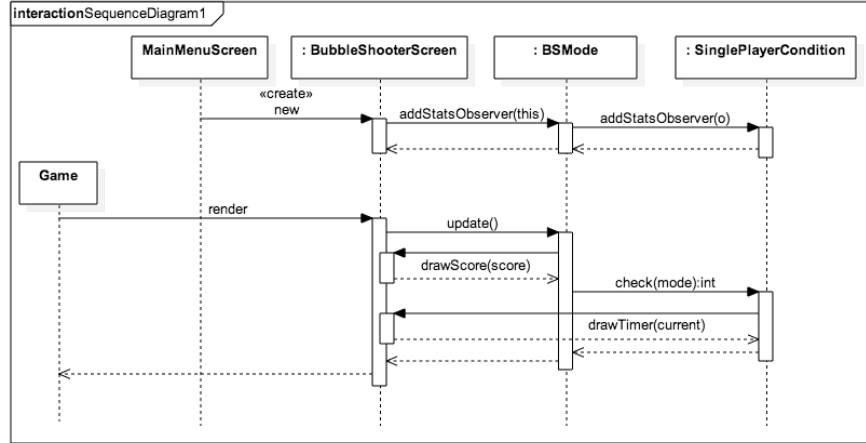 interactionSequenceDiagram1
MainMenuScreen
: BubbleShooterScreen
: BSMode
: SinglePlayerCondition
«create»
new
addStatsObserver(this)
addStatsObserver(o)
Game
render
update()
drawScore(score)
check(mode):int
drawTimer(current)